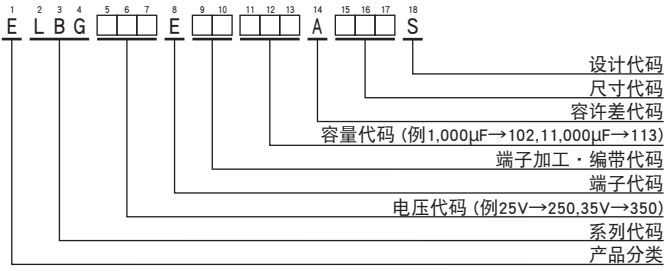 1 2 3 4 5 6 7 8 9 10 11 12 13 14 15 16 17 18
E L B G E A S
设计代码
尺寸代码
容许差代码
容量代码 (例1,000μF→102,11,000μF→113)
端子加工・编带代码
端子代码
电压代码 (例25V→250,35V→350)
系列代码
产品分类